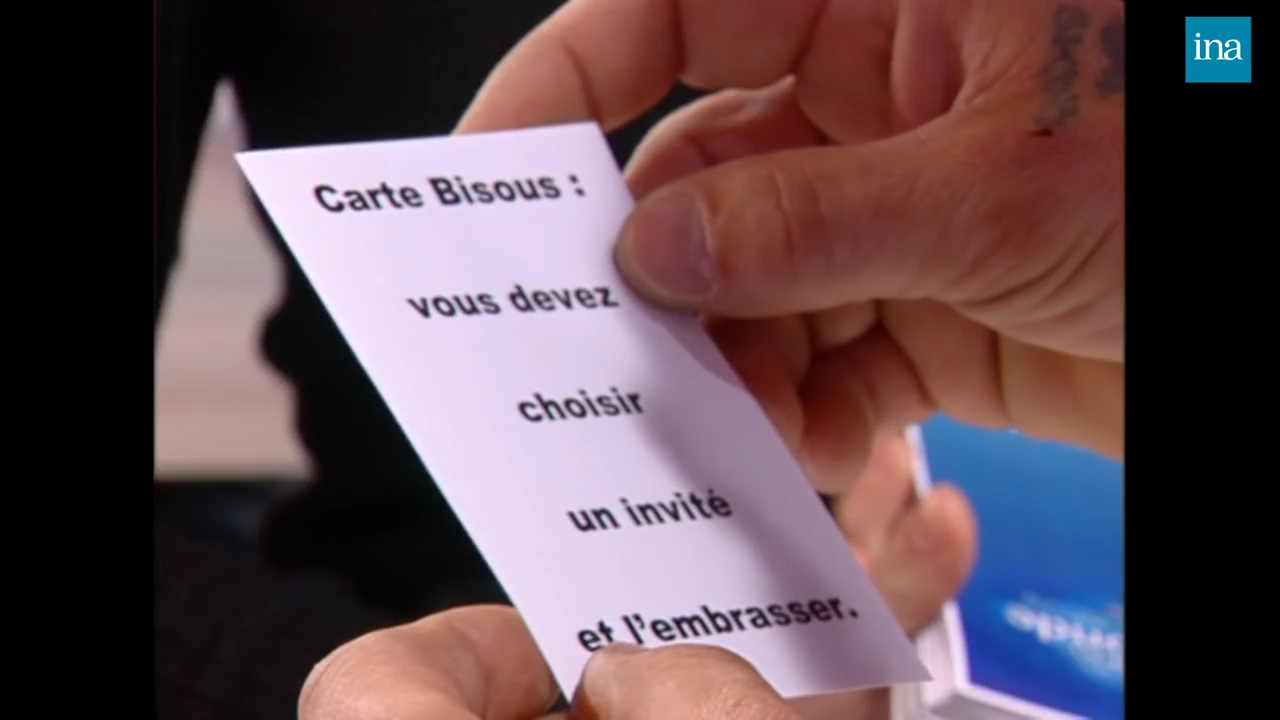 ina
Carte Bisous :
vous devez
choisir
un invité
et l'embrasser.